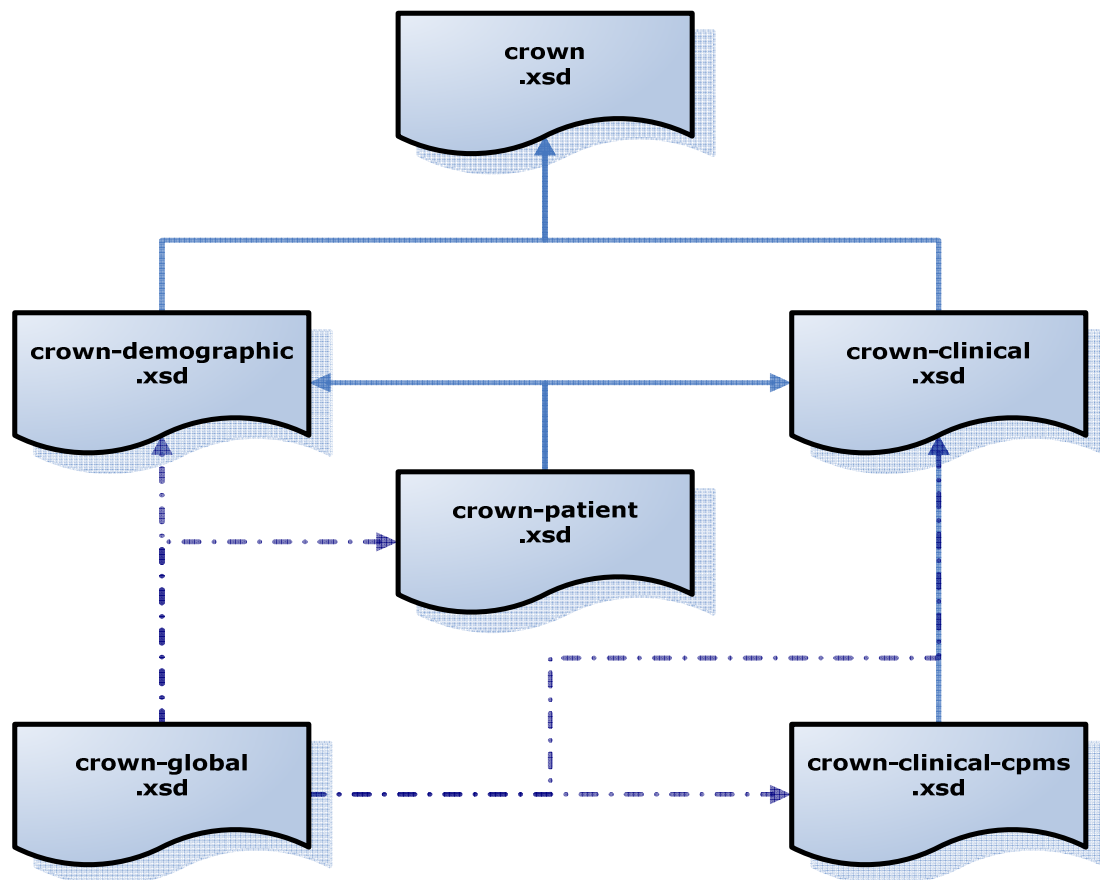 crown
.xsd
crown-demographic
.xsd
crown-clinical
.xsd
crown-patient
.xsd
crown-global
.xsd
crown-clinical-cpms
.xsd